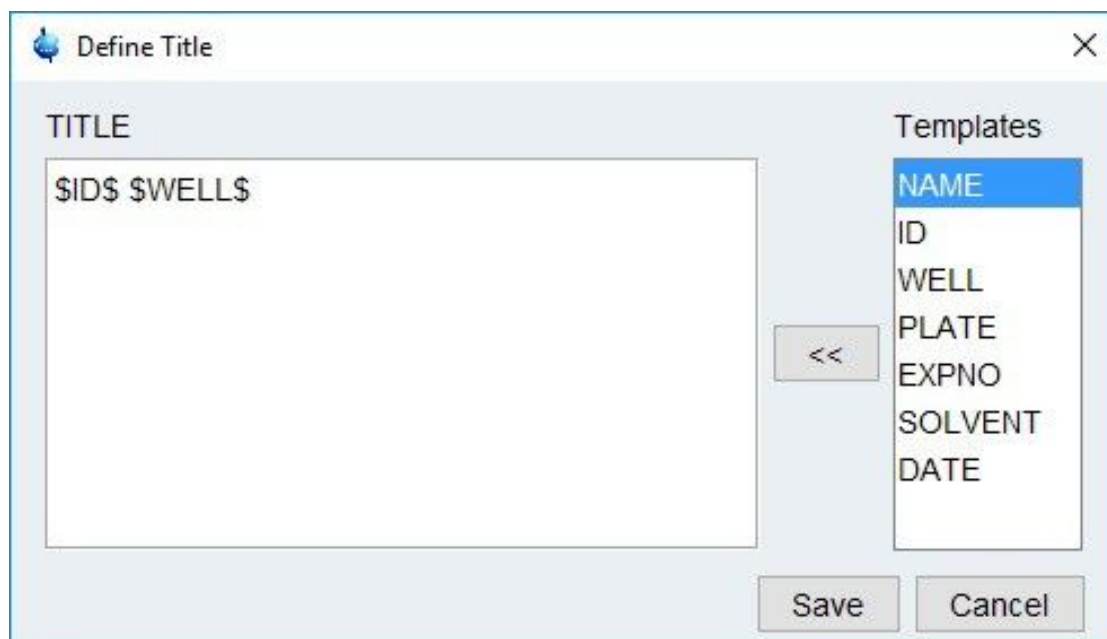 Define Title
TITLE
$ID$ $WELL$
<<
Templates
NAME
ID
WELL
PLATE
EXPNO
SOLVENT
DATE
Save
Cancel